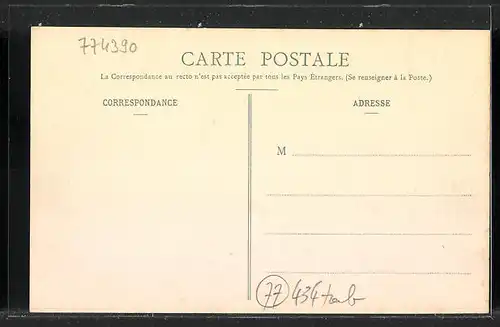 774390
CARTE POSTALE
La Correspondance au recto n'est pas acceptée par tous les Pays Étrangers. (Se renseigner à la Poste.)
CORRESPONDANCE
ADRESSE
M
77 434